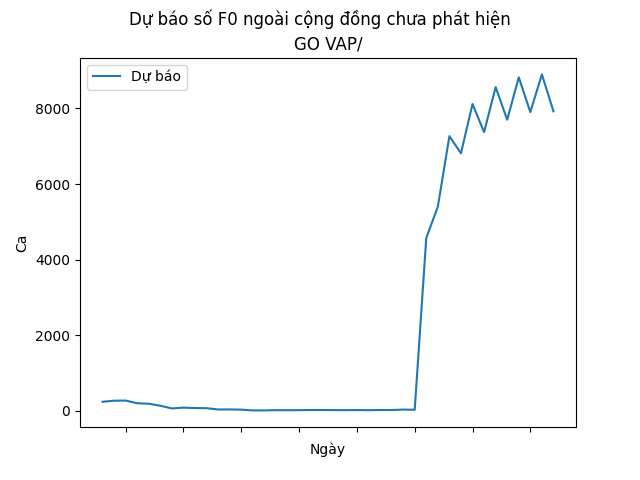 Dự báo số F0 ngoài cộng đồng chưa phát hiện
GO VAP/
Dự báo
8000
6000
4000
2000
0
Ca
Ngày